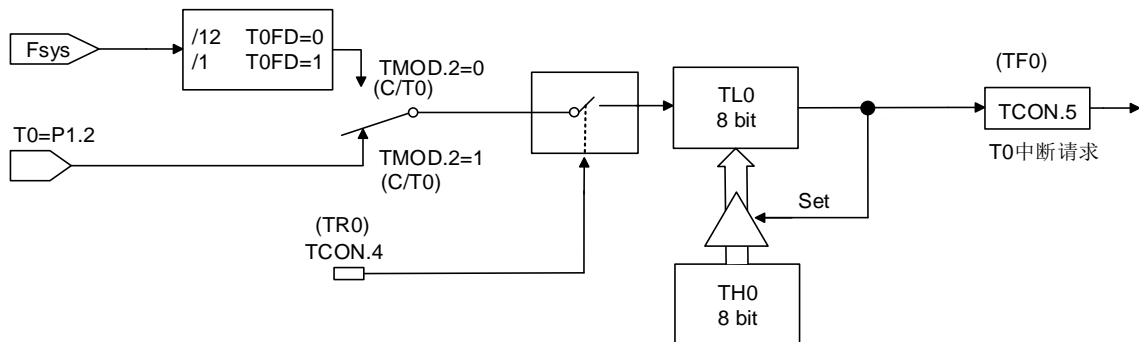 Fsys
/12 T0FD=0
/1 T0FD=1
TMOD.2=0
(C/T0)
T0=P1.2
TMOD.2=1
(C/T0)
(TR0)
TCON.4
TL0
8 bit
Set
TH0
8 bit
(TF0)
TCON.5
T0中断请求